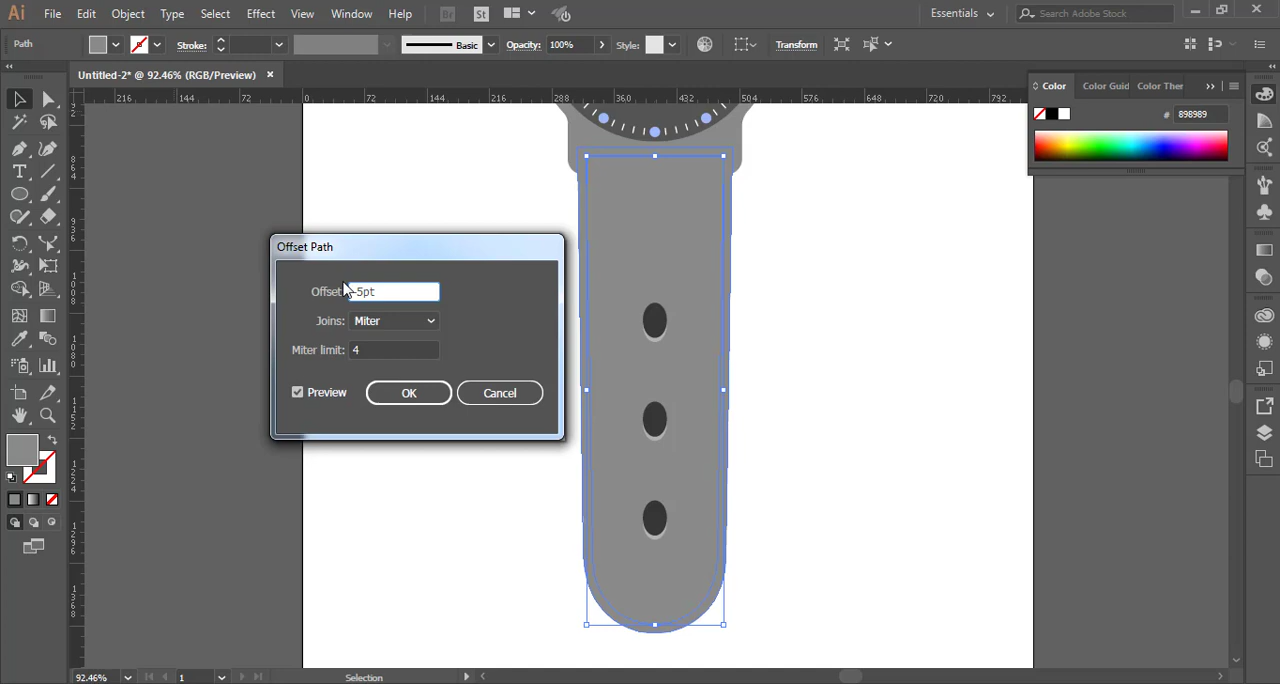 Ai File Edit Object Type Select Effect View Window Help Br St Essentials Search Adobe Stock
Path Stroke: Basic Opacity: 100% Style: Transform
Untitled-2* @ 92.46% (RGB/Preview)
216 144 72 0 72 144 216 288 360 432 504 576 648 720 792
Color Color Guid Color Ther
# 898989
Offset Path
Offset: -5pt
Joins: Miter
Miter limit: 4
Preview OK Cancel
92.46% 1 Selection